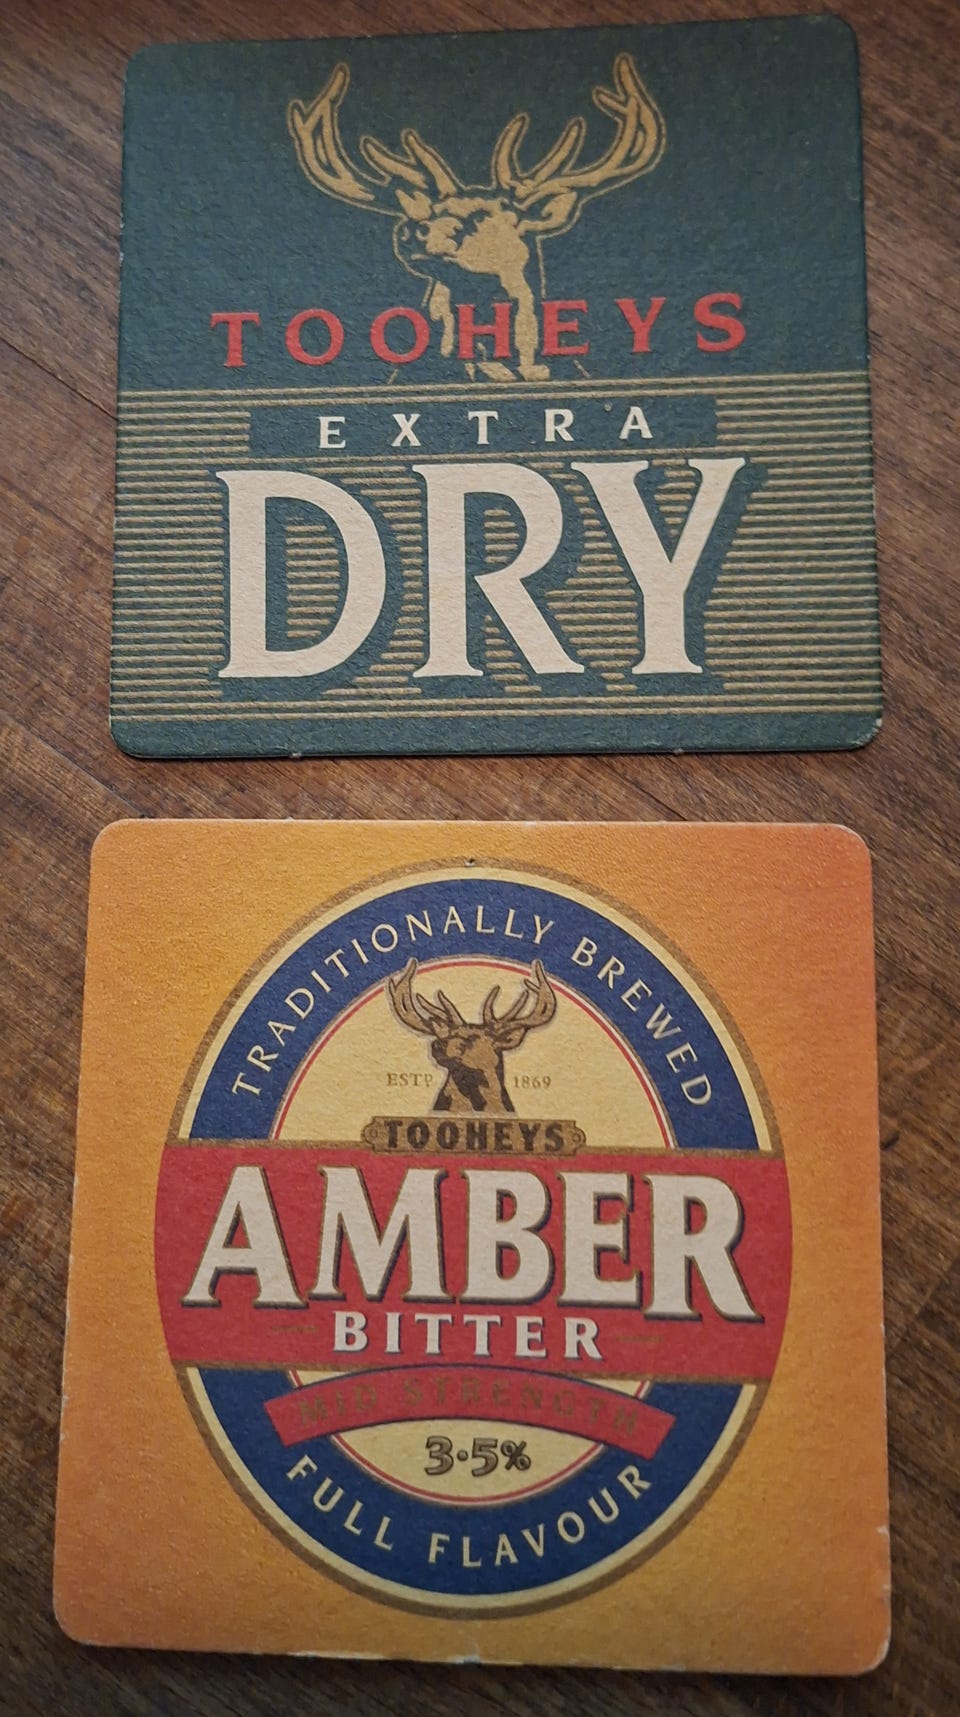 TOOHEYS
EXTRA
DRY
TRADITIONALLY BREWED
ESTD 1869
TOOHEYS
AMBER
BITTER
MID STRENGTH
3·5%
FULL FLAVOUR